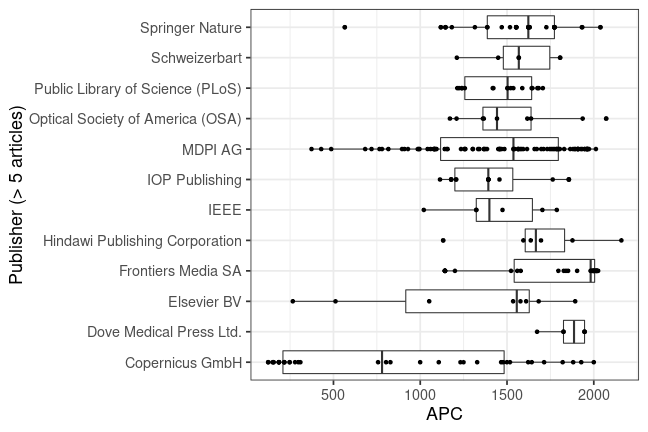 Publisher (> 5 articles)
Springer Nature
Schweizerbart
Public Library of Science (PLoS)
Optical Society of America (OSA)
MDPI AG
IOP Publishing
IEEE
Hindawi Publishing Corporation
Frontiers Media SA
Elsevier BV
Dove Medical Press Ltd.
Copernicus GmbH
500 1000 1500 2000
APC